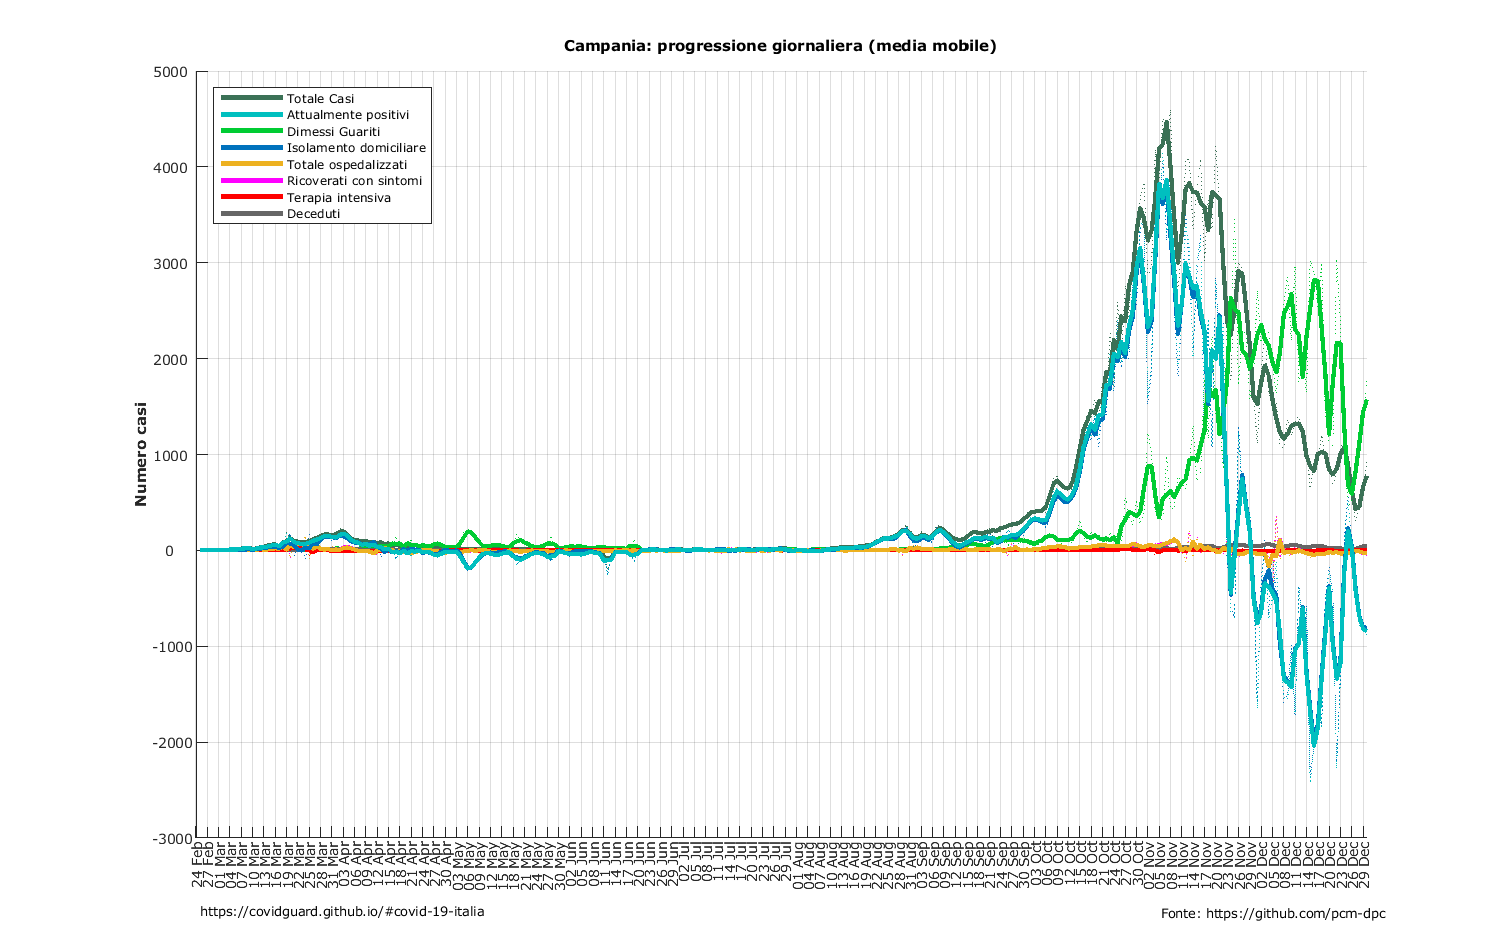 Campania: progressione giornaliera (media mobile)
5000
4000
3000
2000
1000
0
-1000
-2000
-3000
Numero casi
Totale Casi
Attualmente positivi
Dimessi Guariti
Isolamento domiciliare
Totale ospedalizzati
Ricoverati con sintomi
Terapia intensiva
Deceduti
24 Feb
27 Feb
01 Mar
04 Mar
07 Mar
10 Mar
13 Mar
16 Mar
19 Mar
22 Mar
25 Mar
28 Mar
31 Mar
03 Apr
06 Apr
09 Apr
12 Apr
15 Apr
18 Apr
21 Apr
24 Apr
27 Apr
30 Apr
03 May
06 May
09 May
12 May
15 May
18 May
21 May
24 May
27 May
30 May
02 Jun
05 Jun
08 Jun
11 Jun
14 Jun
17 Jun
20 Jun
23 Jun
26 Jun
29 Jun
02 Jul
05 Jul
08 Jul
11 Jul
14 Jul
17 Jul
20 Jul
23 Jul
26 Jul
29 Jul
01 Aug
04 Aug
07 Aug
10 Aug
13 Aug
16 Aug
19 Aug
22 Aug
25 Aug
28 Aug
31 Aug
03 Sep
06 Sep
09 Sep
12 Sep
15 Sep
18 Sep
21 Sep
24 Sep
27 Sep
30 Sep
03 Oct
06 Oct
09 Oct
12 Oct
15 Oct
18 Oct
21 Oct
24 Oct
27 Oct
30 Oct
02 Nov
05 Nov
08 Nov
11 Nov
14 Nov
17 Nov
20 Nov
23 Nov
26 Nov
29 Nov
02 Dec
05 Dec
08 Dec
11 Dec
14 Dec
17 Dec
20 Dec
23 Dec
26 Dec
29 Dec
https://covidguard.github.io/#covid-19-italia
Fonte: https://github.com/pcm-dpc